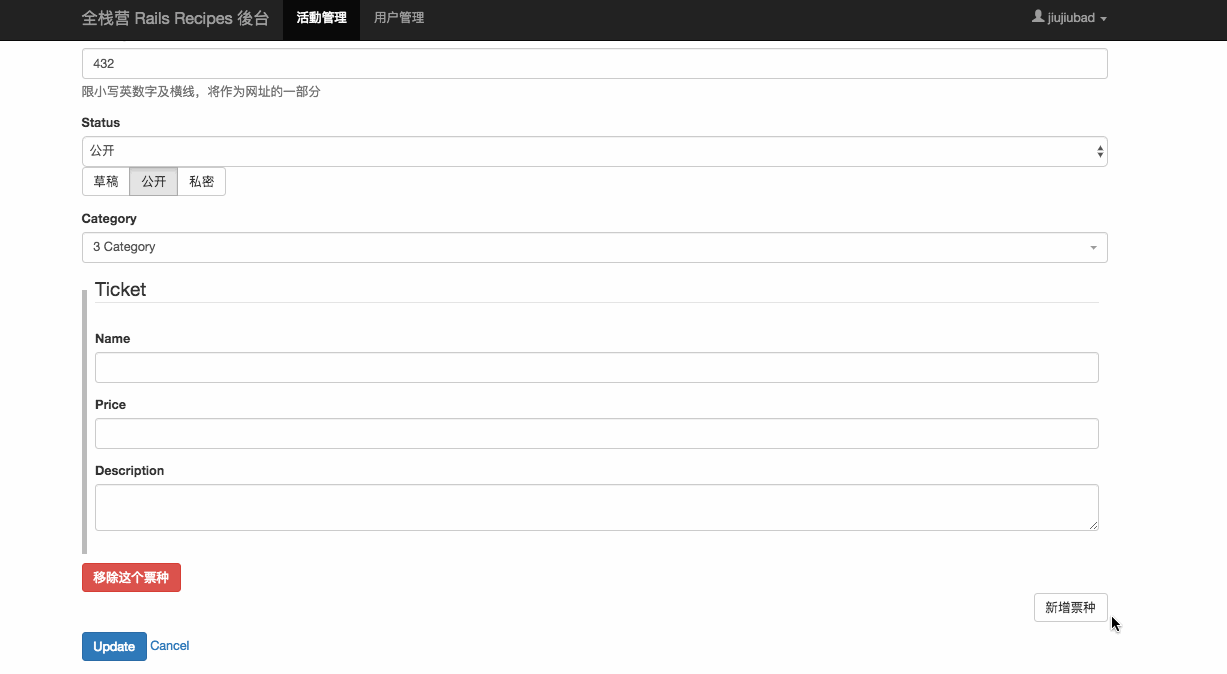 全栈营 Rails Recipes 後台 活動管理 用户管理 jiujiubad
432
限小写英数字及横线，将作为网址的一部分
Status
公开
草稿 公开 私密
Category
3 Category
Ticket
Name
Price
Description
移除这个票种
新增票种
Update Cancel